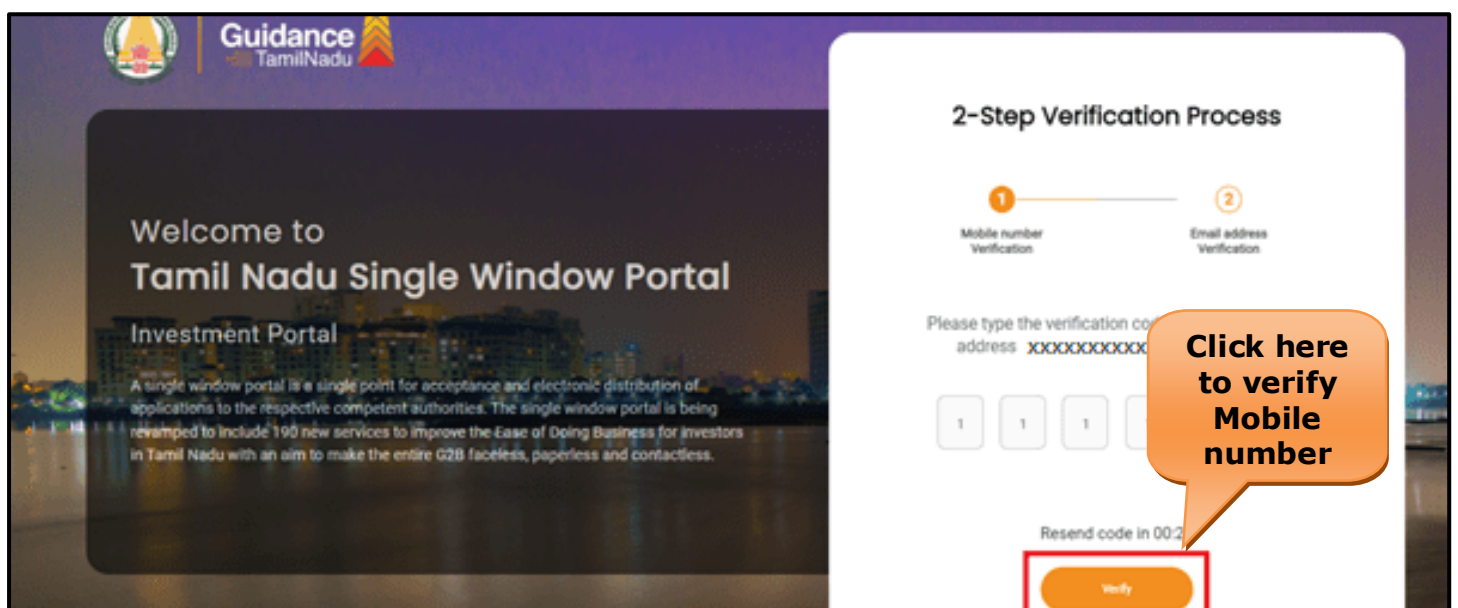 Guidance
TamilNadu
Welcome to
Tamil Nadu Single Window Portal
Investment Portal
A single window portal is a single point for acceptance and electronic distribution of
applications to the respective competent authorities. The single window portal is being
revamped to include 190 new services to improve the Ease of Doing Business for investors
in Tamil Nadu with an aim to make the entire G2B faceless, paperless and contactless.
2-Step Verification Process
1
2
Mobile number
Verification
Email address
Verification
Please type the verification
address xxxxxxxxxx
1 1 1
Click here
to verify
Mobile
number
Resend code in
Verify